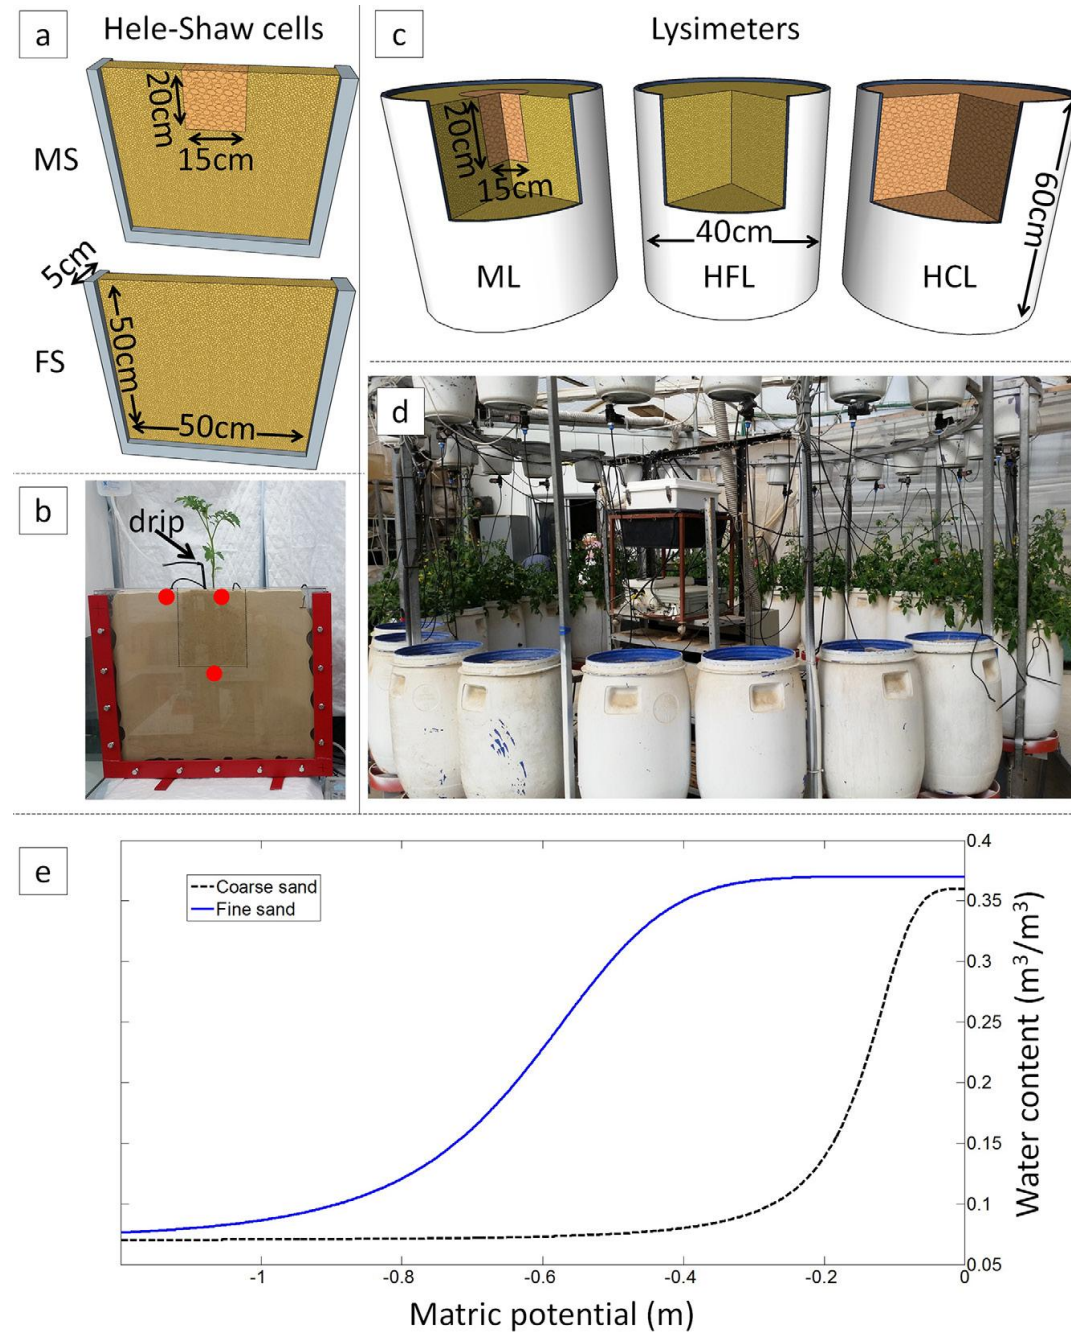 a
Hele-Shaw cells
MS
20cm
15cm
5cm
FS
50cm
50cm
b
drip
c
Lysimeters
20cm
15cm
40cm
60cm
ML
HFL
HCL
d
e
Coarse sand
Fine sand
0.4
0.35
0.3
0.25
0.2
0.15
0.1
0.05
Water content (m³/m³)
-1
-0.8
-0.6
-0.4
-0.2
0
Matric potential (m)